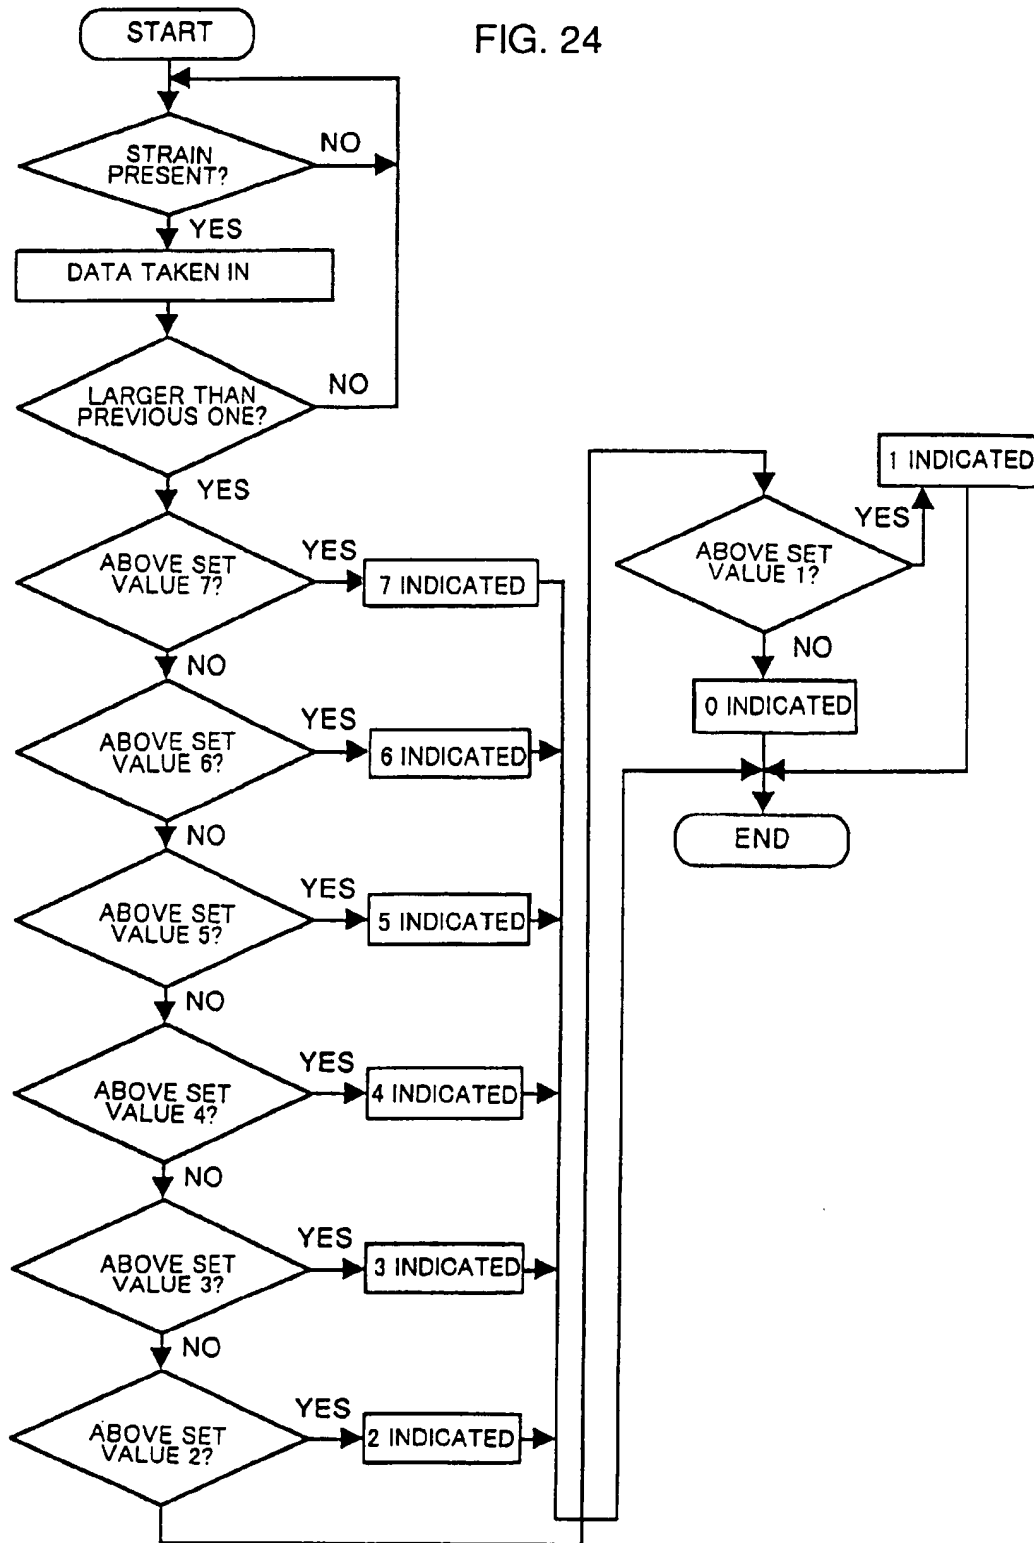 FIG. 24
START
STRAIN
PRESENT?
NO
YES
DATA TAKEN IN
LARGER THAN
PREVIOUS ONE?
NO
YES
ABOVE SET
VALUE 7?
YES
7 INDICATED
NO
ABOVE SET
VALUE 6?
YES
6 INDICATED
NO
ABOVE SET
VALUE 5?
YES
5 INDICATED
NO
ABOVE SET
VALUE 4?
YES
4 INDICATED
NO
ABOVE SET
VALUE 3?
YES
3 INDICATED
NO
ABOVE SET
VALUE 2?
YES
2 INDICATED
ABOVE SET
VALUE 1?
YES
1 INDICATED
NO
0 INDICATED
END